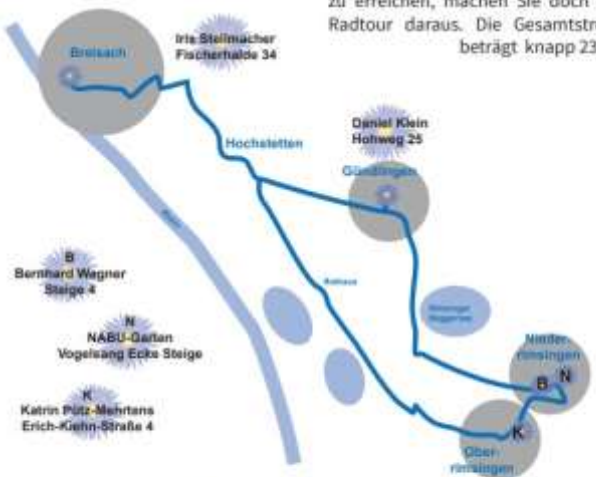 zu erreichen, machen Sie doch
Radtour daraus. Die Gesamtstr
beträgt knapp 23
Iris Stellmacher
Fischerhalde 34
Breisach
Daniel Klein
Hohweg 25
Hochstetten
Gündlingen
Rhein
B
Bernhard Wagner
Steige 4
N
NABU-Garten
Vogelsang Ecke Steige
K
Katrin Pütz-Mehrtens
Erich-Kiehn-Straße 4
Nieder-
rimsingen
B
N
K
Ober-
rimsingen